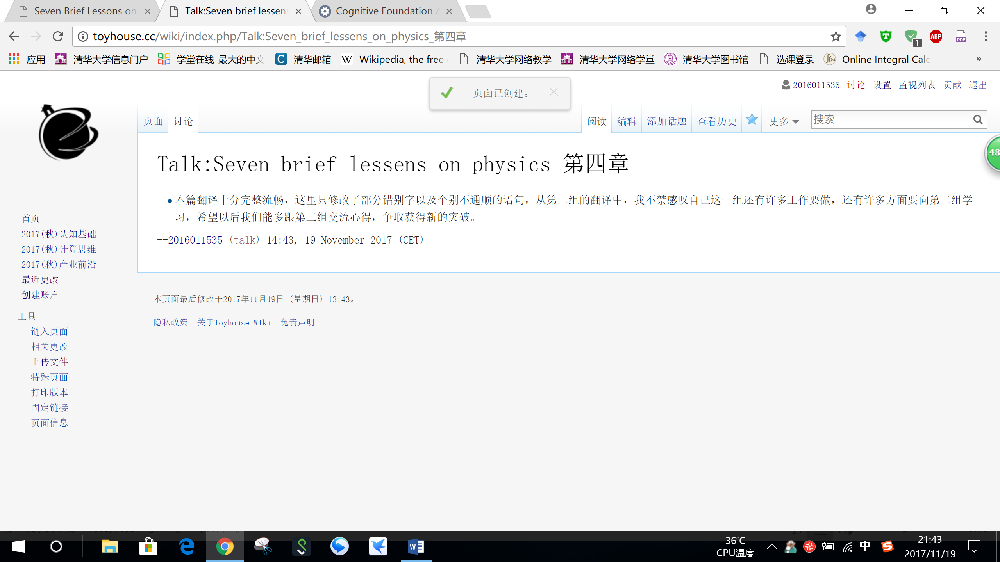 Seven Brief Lessons on
Talk:Seven brief lessens
Cognitive Foundation A
toyhouse.cc/wiki/index.php/Talk:Seven_brief_lessens_on_physics_第四章
1
ABP
PDF
应用
清华大学信息门户
学堂在线-最大的中文
清华邮箱
Wikipedia, the free
清华大学网络教学
清华大学网络学堂
清华大学图书馆
选课登录
Online Integral Calc
»
页面已创建。
2016011535 讨论 设置 监视列表 贡献 退出
页面 讨论
阅读 编辑 添加话题 查看历史 更多
搜索
48
Talk:Seven brief lessens on physics 第四章
本篇翻译十分完整流畅，这里只修改了部分错别字以及个别不通顺的语句，从第二组的翻译中，我不禁感叹自己这一组还有许多工作要做，还有许多方面要向第二组学
习，希望以后我们能多跟第二组交流心得，争取获得新的突破。
--2016011535 (talk) 14:43, 19 November 2017 (CET)
首页
2017(秋)认知基础
2017(秋)计算思维
2017(秋)产业前沿
最近更改
创建账户
工具
链入页面
相关更改
上传文件
特殊页面
打印版本
固定链接
页面信息
本页面最后修改于2017年11月19日 (星期日) 13:43。
隐私政策 关于Toyhouse WIki 免责声明
36℃
CPU温度
中
21:43
2017/11/19